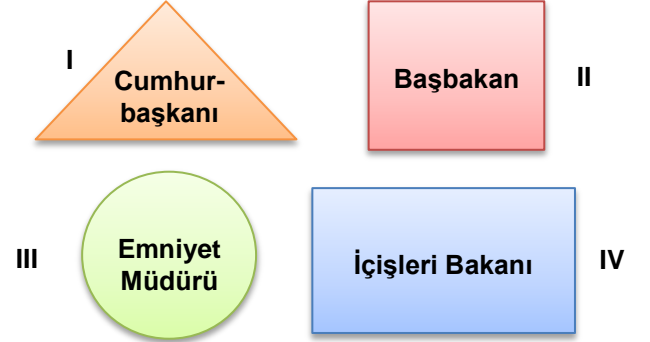 I
Cumhur-
başkanı
Başbakan
II
III
Emniyet
Müdürü
İçişleri Bakanı
IV